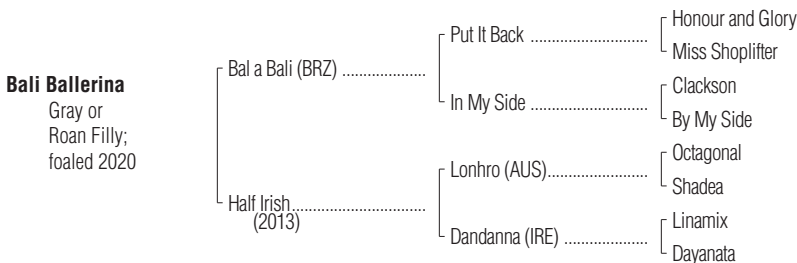 Honour and Glory
Put It Back ............................
Miss Shoplifter
Bal a Bali (BRZ) ....................
Bali Ballerina
Clackson
Gray or
In My Side ............................
Roan Filly;
By My Side
foaled 2020
Octagonal
Lonhro (AUS)........................
Shadea
Half Irish................................
(2013)
Linamix
Dandanna (IRE) ....................
Dayanata